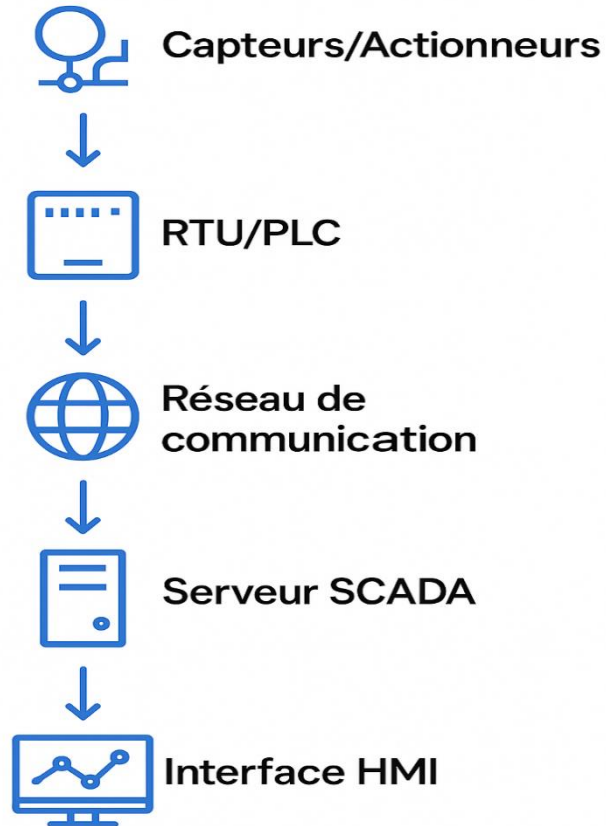 Capteurs/Actionneurs
RTU/PLC
Réseau de
communication
Serveur SCADA
Interface HMI